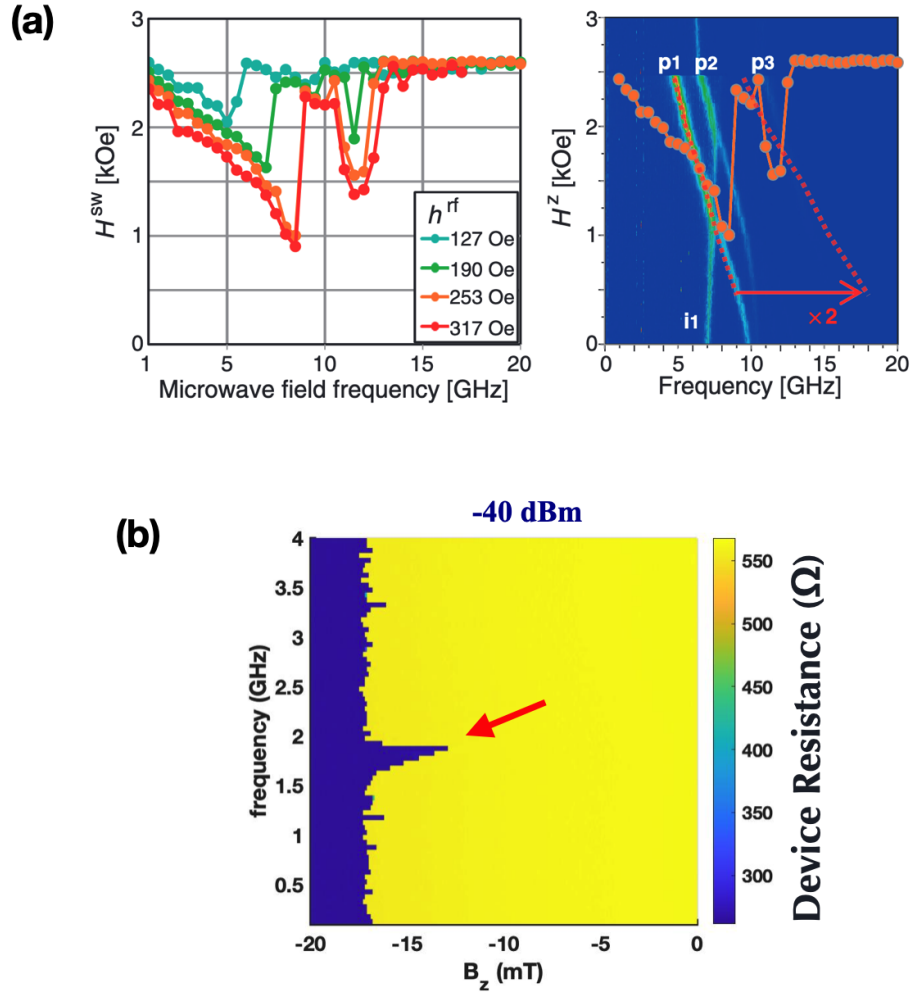 (a)
3
2
1
0
H^sw [kOe]
1
5
10
15
20
Microwave field frequency [GHz]
h^rf
127 Oe
190 Oe
253 Oe
317 Oe
3
2
1
0
H^z [kOe]
p1 p2 p3
i1
×2
0
5
10
15
20
Frequency [GHz]
(b)
-40 dBm
4
3.5
3
2.5
2
1.5
1
0.5
frequency (GHz)
-20
-15
-10
-5
0
B_z (mT)
550
500
450
400
350
300
Device Resistance (Ω)